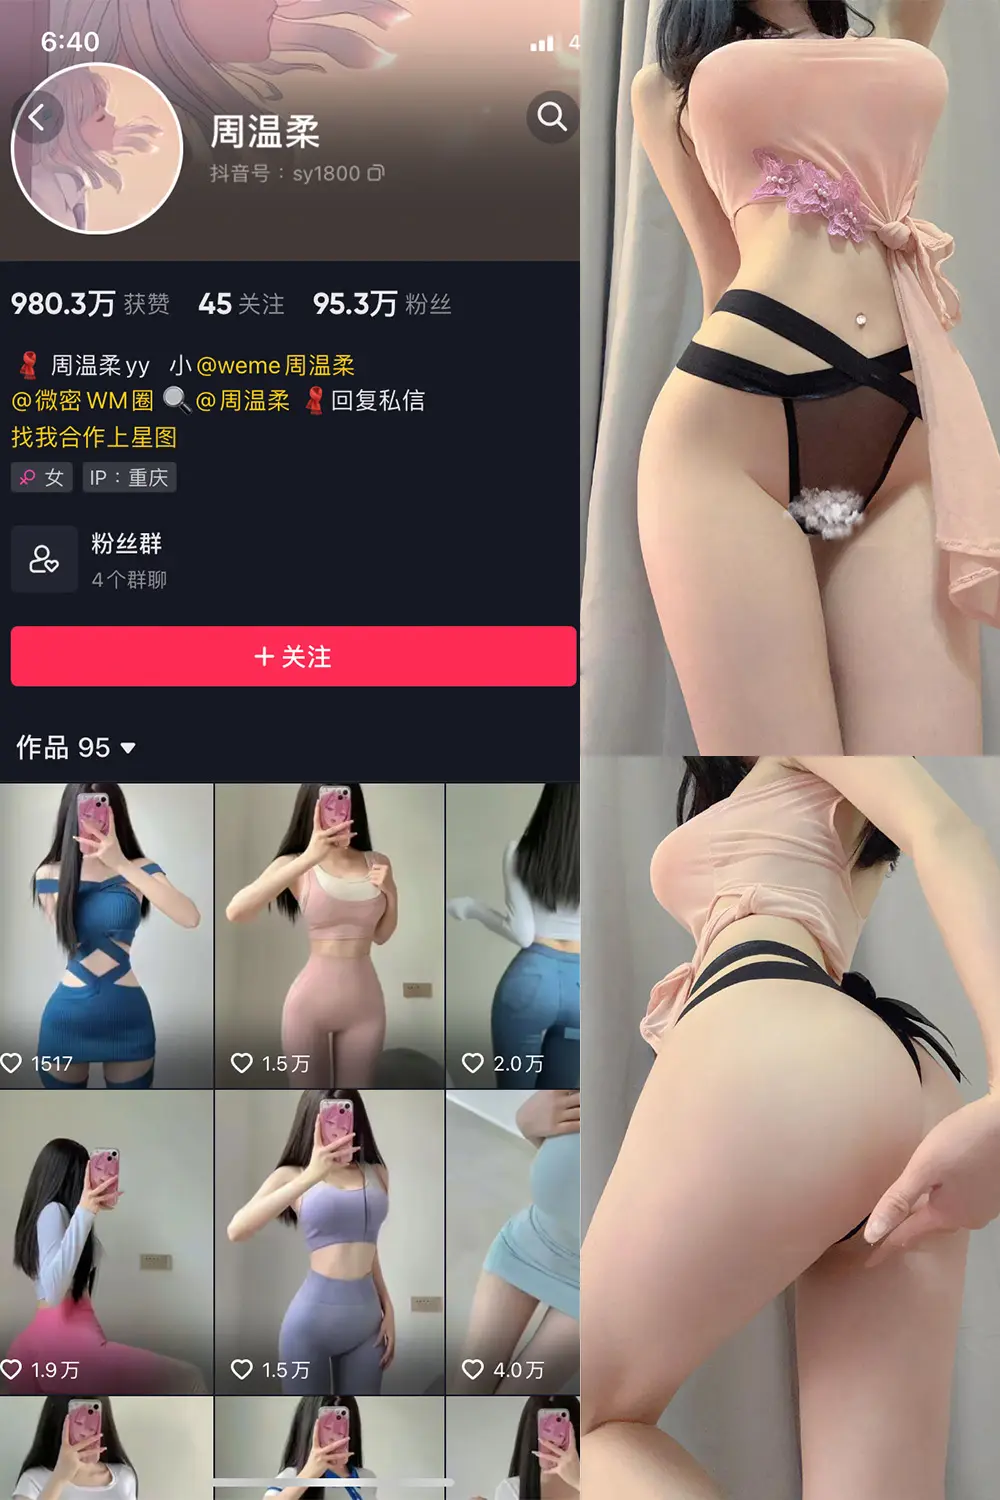 6:40
4
周温柔
抖音号：sy1800
980.3万 获赞 45 关注 95.3万 粉丝
周温柔yy 小@weme周温柔
@微密WM圈 @周温柔 回复私信
找我合作上星图
女 IP：重庆
粉丝群
4个群聊
+ 关注
作品 95
1517
1.5万
2.0万
1.9万
1.5万
4.0万